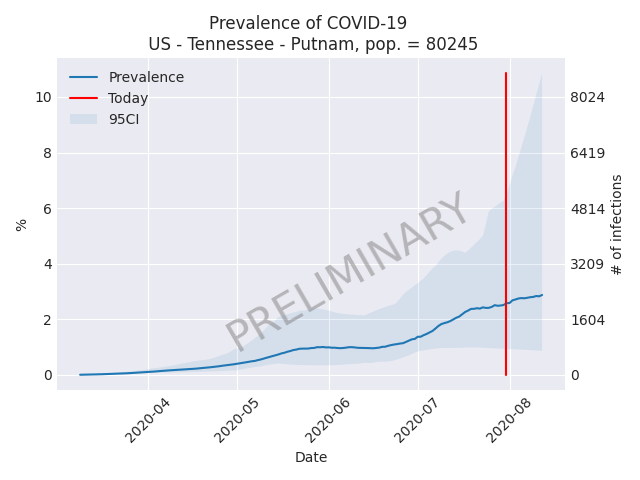 Prevalence of COVID-19
US - Tennessee - Putnam, pop. = 80245
Prevalence
Today
95CI
10
8
6
4
2
0
%
8024
6419
4814
3209
1604
0
# of infections
PRELIMINARY
2020-04
2020-05
2020-06
2020-07
2020-08
Date